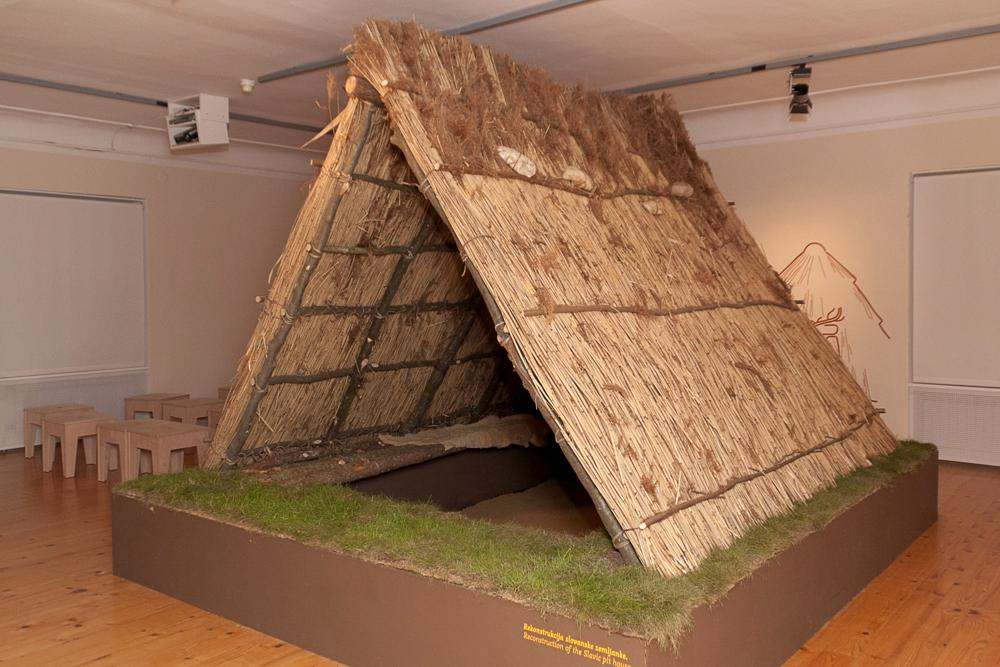 Rekonstrukcija slovanske zemljanke.
Reconstruction of the Slavic pit house